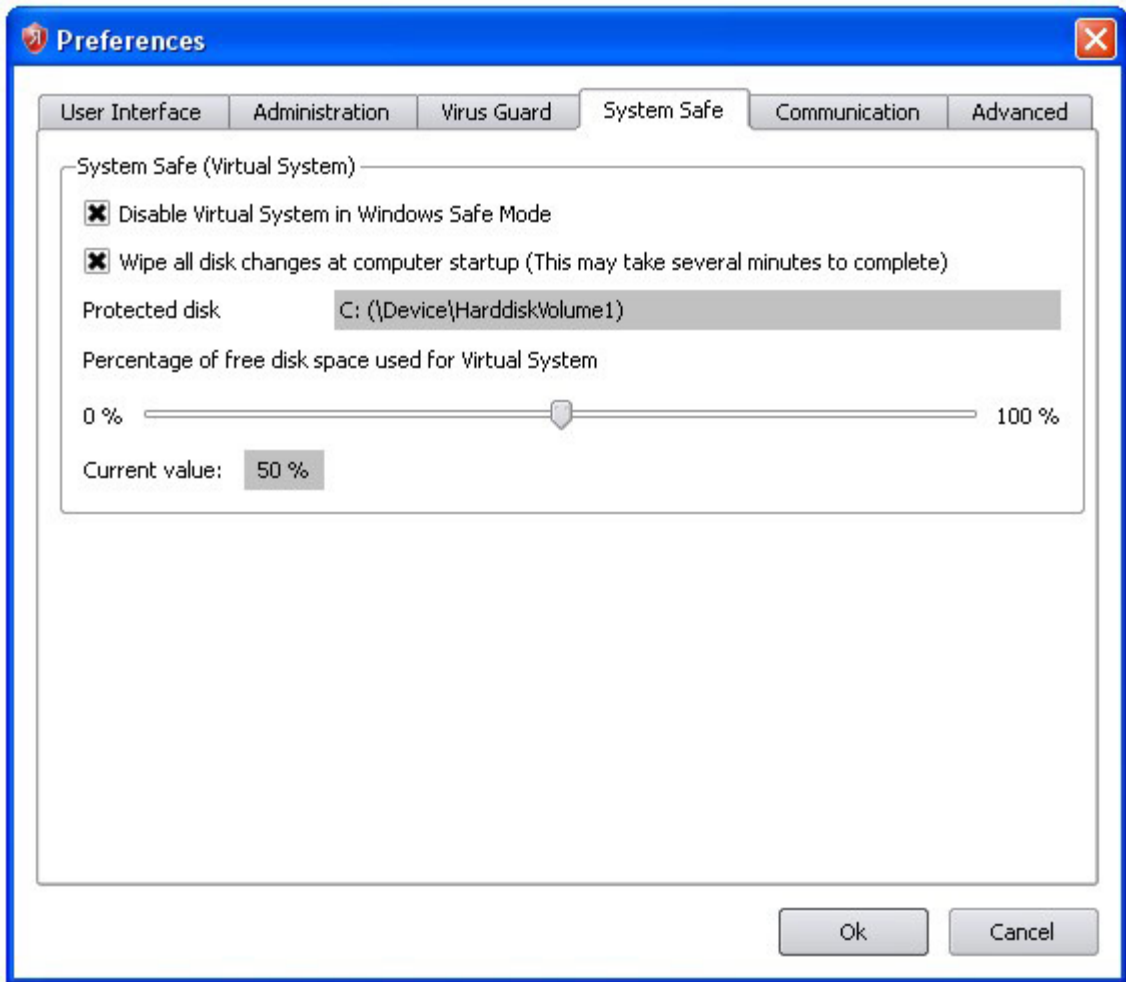 Preferences
User Interface Administration Virus Guard System Safe Communication Advanced
System Safe (Virtual System)
Disable Virtual System in Windows Safe Mode
Wipe all disk changes at computer startup (This may take several minutes to complete)
Protected disk C: (\Device\HarddiskVolume1)
Percentage of free disk space used for Virtual System
0 % 100 %
Current value: 50 %
Ok Cancel